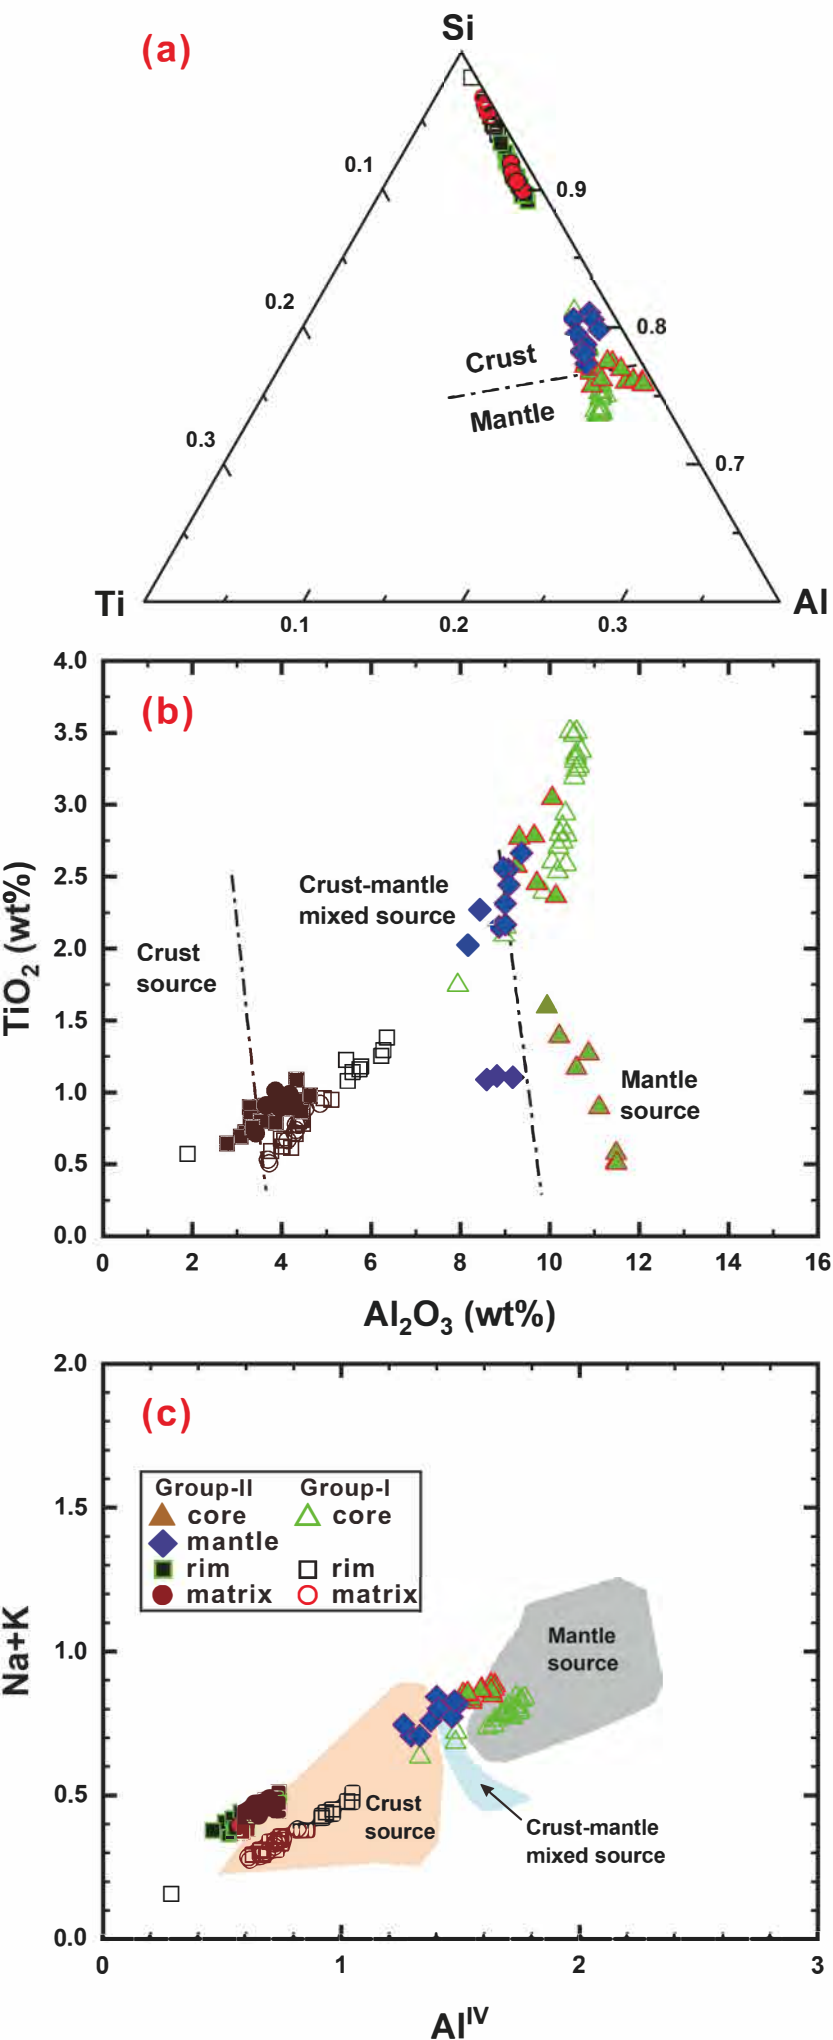 (a)
Si
0.1
0.9
0.2
0.8
Crust
Mantle
0.3
0.7
Ti
Al
0.1
0.2
0.3
4.0
(b)
3.5
3.0
2.5
Crust-mantle
mixed source
2.0
Crust
source
1.5
Mantle
source
1.0
0.5
0.0
TiO₂ (wt%)
0
2
4
6
8
10
12
14
16
Al₂O₃ (wt%)
2.0
(c)
Group-II
Group-I
core
core
mantle
rim
rim
matrix
matrix
1.5
1.0
Mantle
source
0.5
Crust
source
Crust-mantle
mixed source
0.0
Na+K
0
1
2
3
Alᴵⱽ